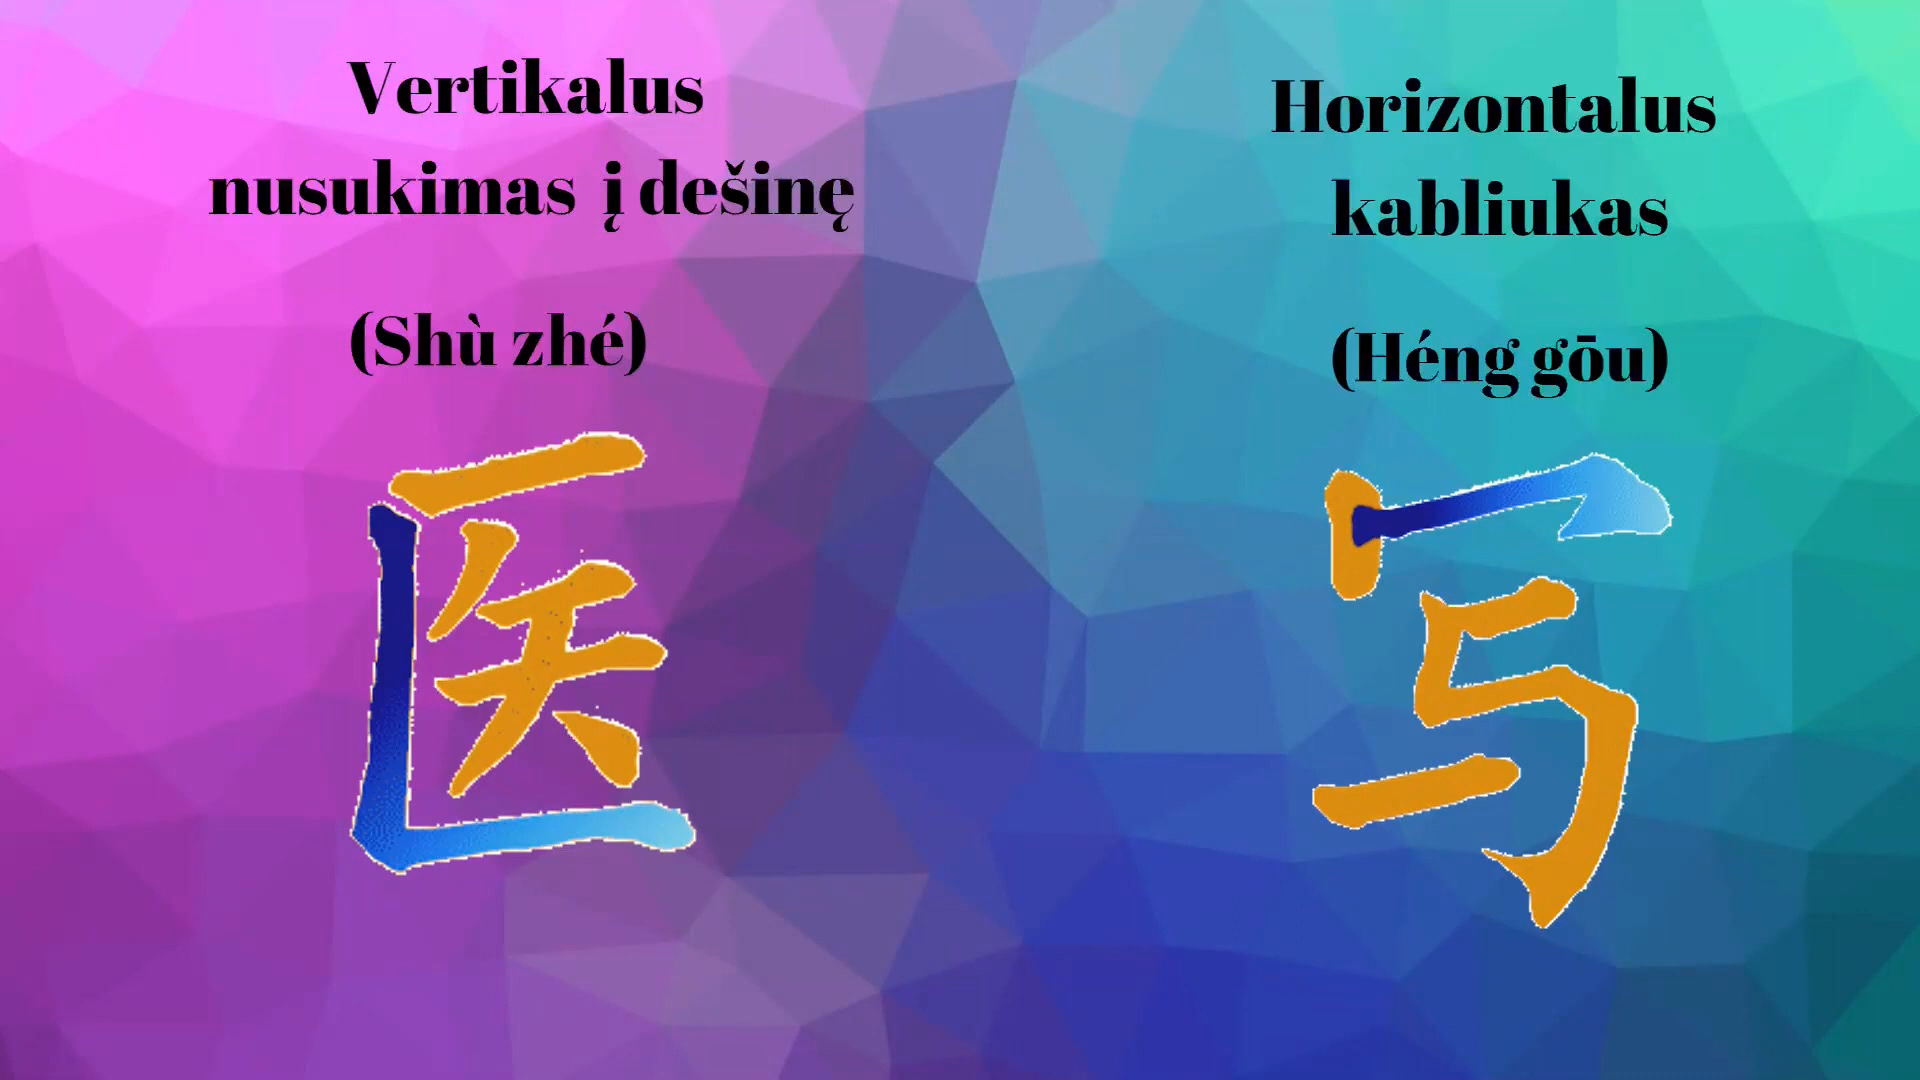 Vertikalus
nusukimas į dešinę
(Shù zhé)
医
Horizontalus
kabliukas
(Héng gōu)
写